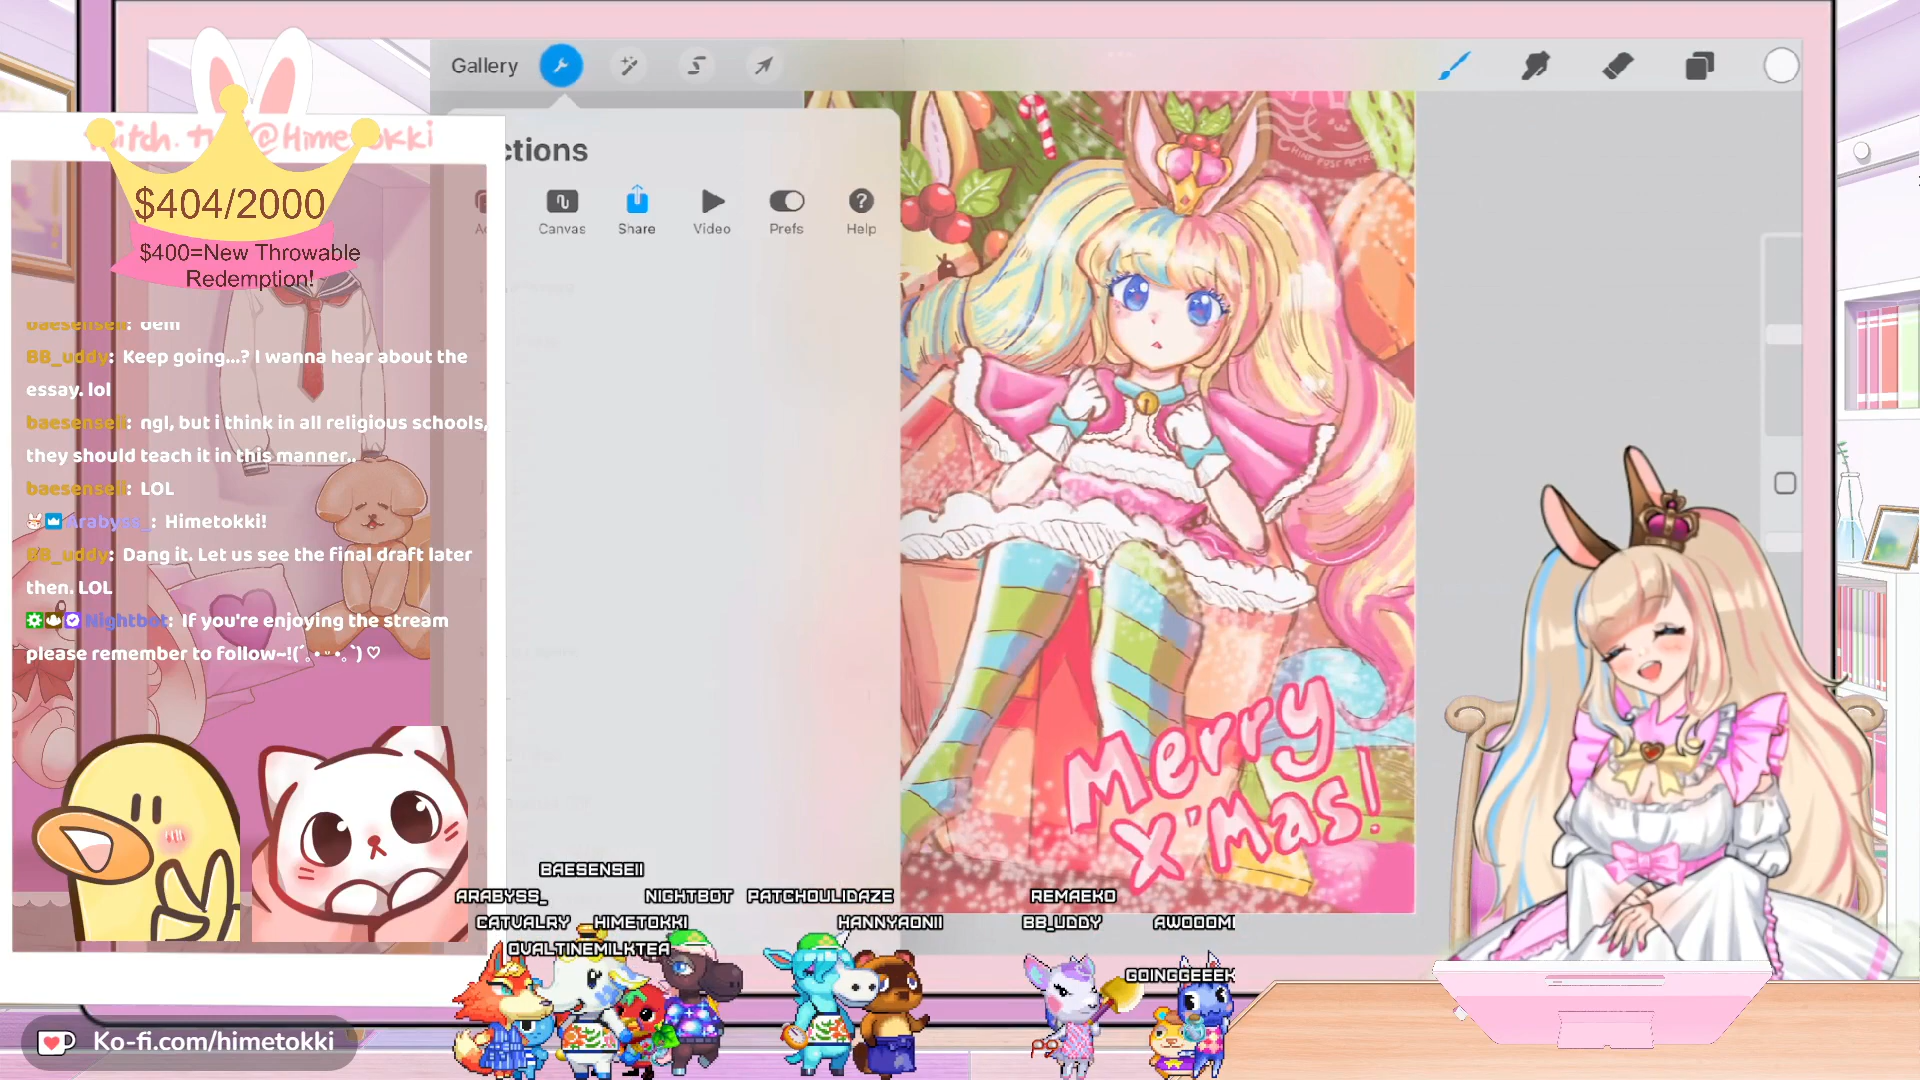 Gallery
ctions
Canvas
Share
Video
Prefs
Help
@Himetokki
$404/2000
$400=New Throwable
Redemption!
baesenseii: oem
BB_uddy: Keep going...? I wanna hear about the
essay. lol
baesenseii: ngl, but i think in all religious schools,
they should teach it in this manner..
baesenseii: LOL
Arabyss_: Himetokki!
BB_uddy: Dang it. Let us see the final draft later
then. LOL
Nightbot: If you're enjoying the stream
please remember to follow~!(´｡• ᵕ •｡`) ♡
Merry
X'Mas!
BAESENSEII
ARABYSS_
NIGHTBOT
PATCHOULIDAZE
REMAEKO
CATVALRY
HIMETOKKI
HANNYAONII
BB_UDDY
AWOOOMI
OVALTINEMILKTEA
GOINGGEEEK
Ko-fi.com/himetokki